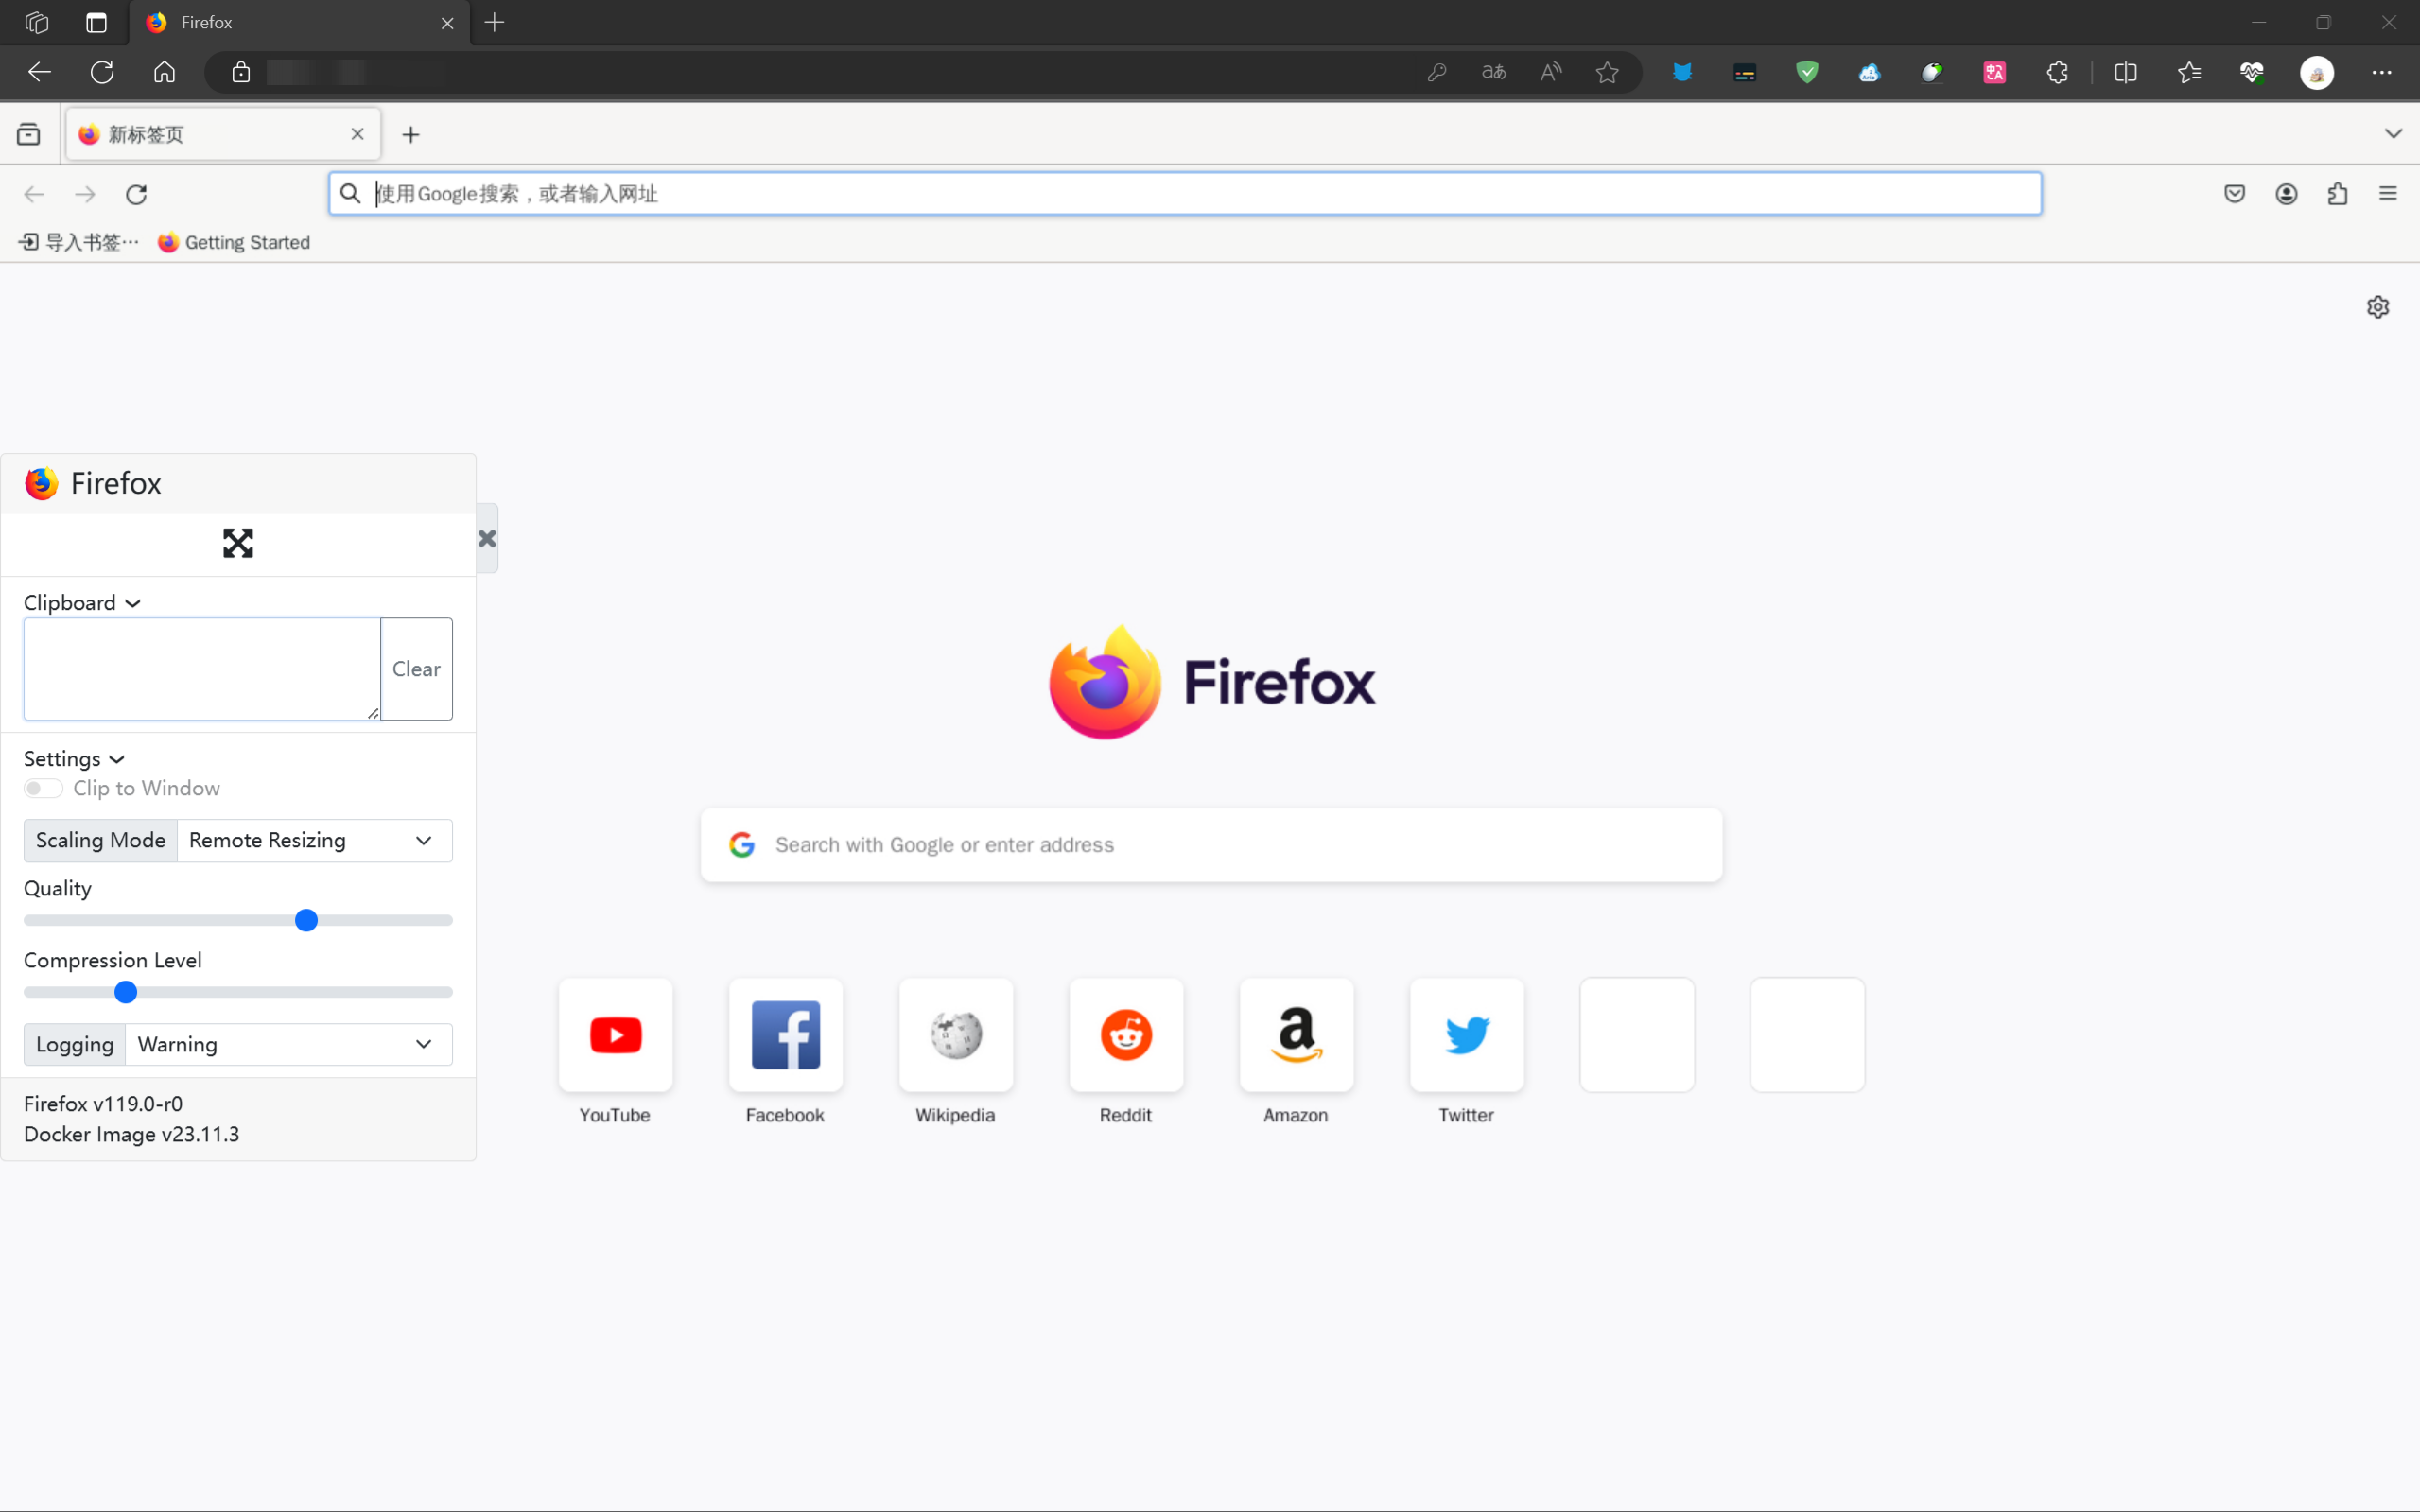 Firefox
新标签页
使用Google搜索，或者输入网址
导入书签…
Getting Started
Firefox
Clipboard
Clear
Settings
Clip to Window
Scaling Mode
Remote Resizing
Quality
Compression Level
Logging
Warning
Firefox v119.0-r0
Docker Image v23.11.3
Firefox
Search with Google or enter address
YouTube
Facebook
Wikipedia
Reddit
Amazon
Twitter